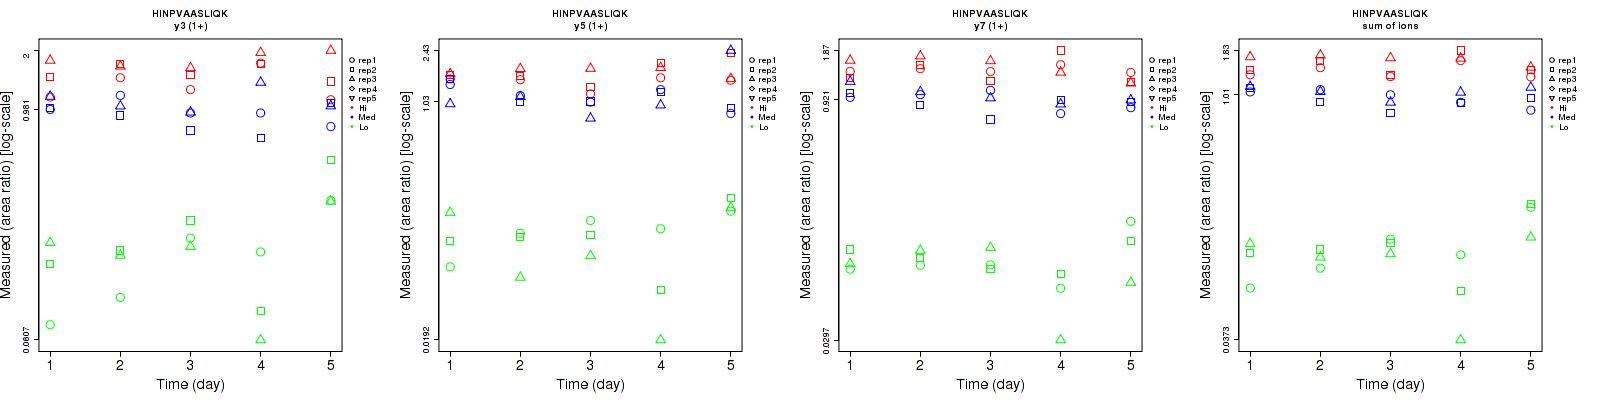 HINPVAASLIQK
y3 (1+)
Measured (area ratio) [log-scale]
2
0.981
0.0607
1 2 3 4 5
Time (day)
rep1
rep2
rep3
rep4
rep5
Hi
Med
Lo
HINPVAASLIQK
y5 (1+)
Measured (area ratio) [log-scale]
2.43
1.03
0.0192
1 2 3 4 5
Time (day)
rep1
rep2
rep3
rep4
rep5
Hi
Med
Lo
HINPVAASLIQK
y7 (1+)
Measured (area ratio) [log-scale]
1.87
0.921
0.0297
1 2 3 4 5
Time (day)
rep1
rep2
rep3
rep4
rep5
Hi
Med
Lo
HINPVAASLIQK
sum of ions
Measured (area ratio) [log-scale]
1.83
1.01
0.0373
1 2 3 4 5
Time (day)
rep1
rep2
rep3
rep4
rep5
Hi
Med
Lo